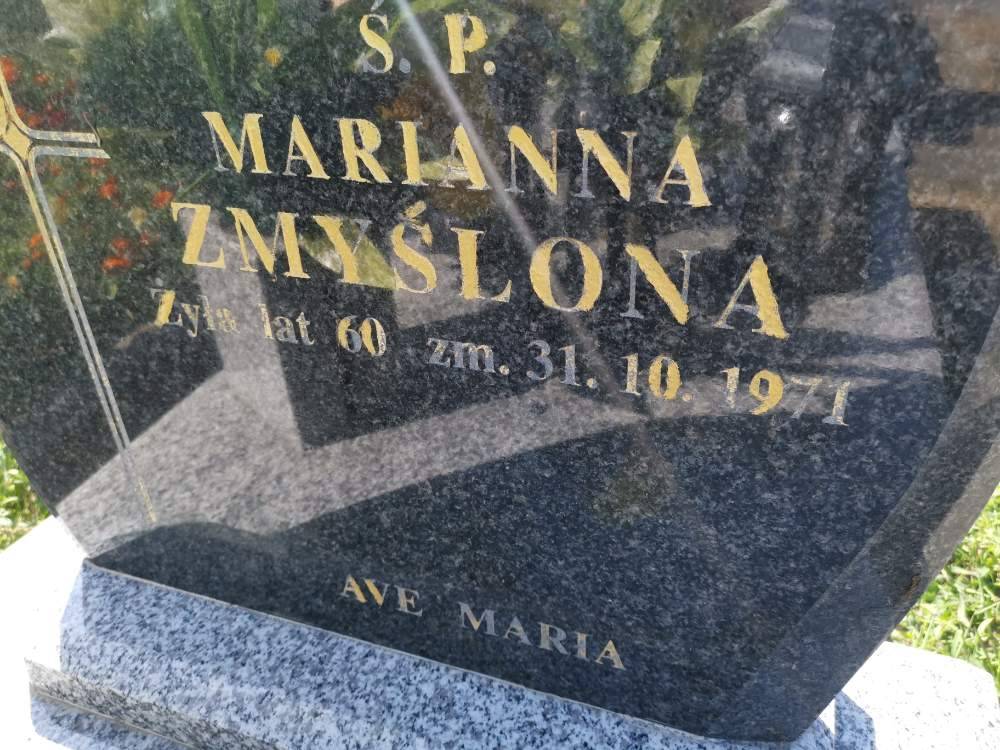 Ś. P.
MARIANNA
ZMYŚLONA
Żyła lat 60 zm. 31. 10. 1971
AVE MARIA